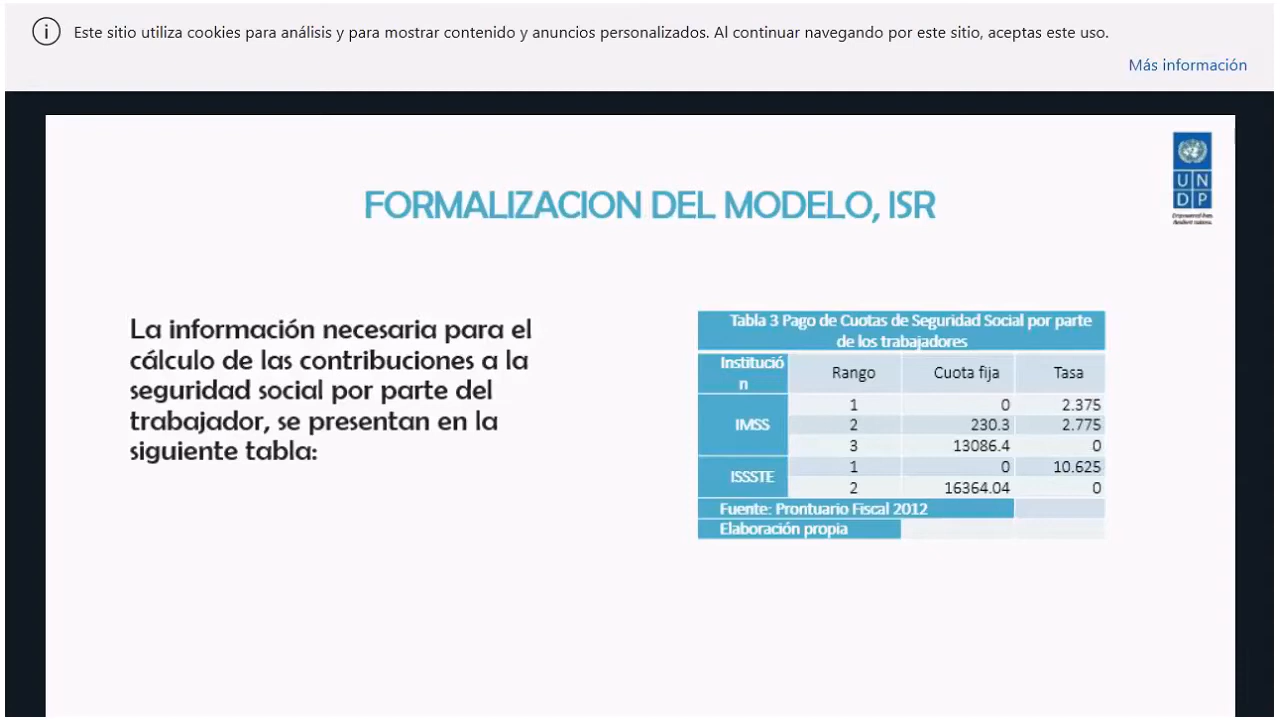 Este sitio utiliza cookies para análisis y para mostrar contenido y anuncios personalizados. Al continuar navegando por este sitio, aceptas este uso.
Más información
U N
D P
FORMALIZACION DEL MODELO, ISR
La información necesaria para el
cálculo de las contribuciones a la
seguridad social por parte del
trabajador, se presentan en la
siguiente tabla:
Tabla 3 Pago de Cuotas de Seguridad Social por parte
de los trabajadores
Institució
n
Rango Cuota fija Tasa
IMSS
1 0 2.375
2 230.3 2.775
3 13086.4 0
ISSSTE
1 0 10.625
2 16364.04 0
Fuente: Prontuario Fiscal 2012
Elaboración propia